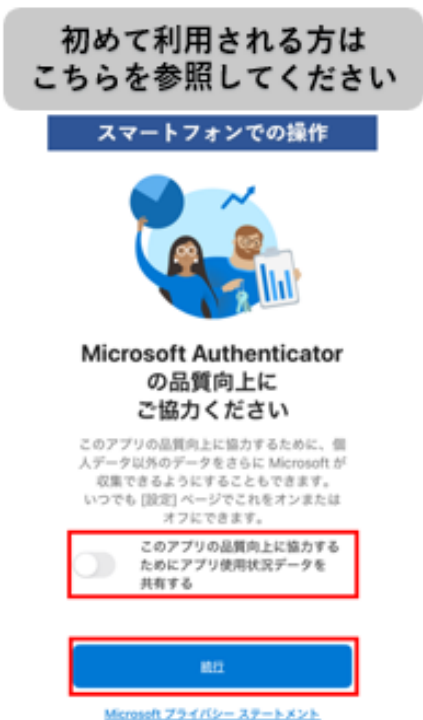 初めて利用される方は
こちらを参照してください
スマートフォンでの操作
Microsoft Authenticator
の品質向上に
ご協力ください
このアプリの品質向上に協力するために、個
人データ以外のデータをさらに Microsoft が
収集できるようにすることもできます。
いつでも [設定] ページでこれをオンまたは
オフにできます。
このアプリの品質向上に協力する
ためにアプリ使用状況データを
共有する
続行
Microsoft プライバシー ステートメント